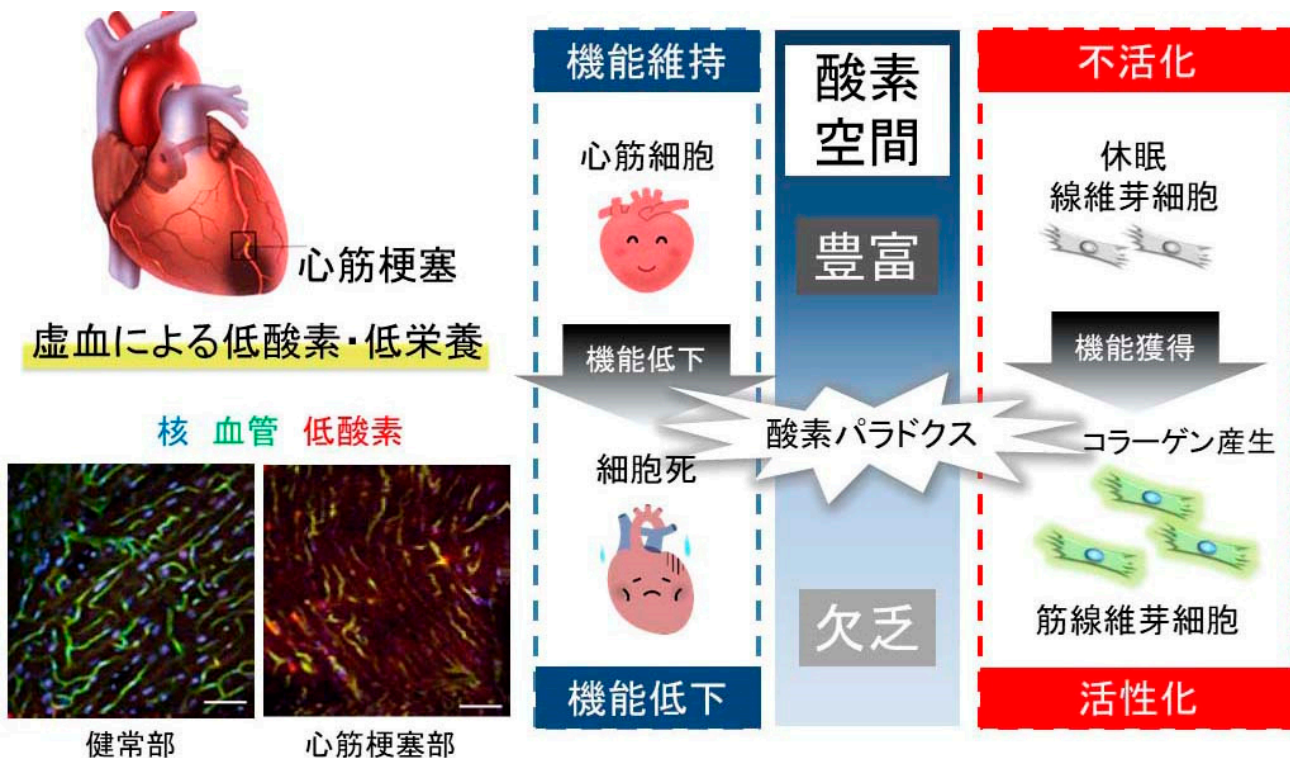 心筋梗塞
虚血による低酸素・低栄養
核 血管 低酸素
健常部
心筋梗塞部
機能維持
心筋細胞
機能低下
細胞死
機能低下
酸素
空間
豊富
酸素パラドクス
欠乏
不活化
休眠
線維芽細胞
機能獲得
コラーゲン産生
筋線維芽細胞
活性化